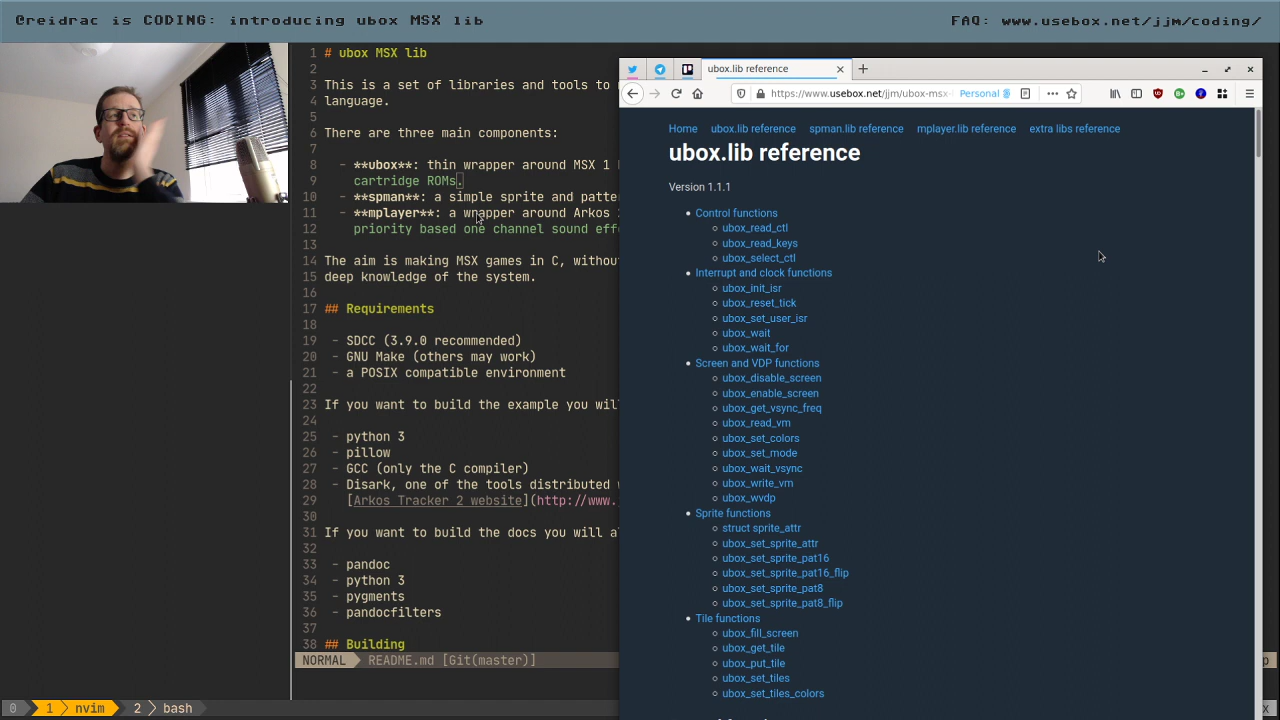 @reidrac is CODING: introducing ubox MSX lib
FAQ: www.usebox.net/jjm/coding/
1 # ubox MSX lib
2
3 This is a set of libraries and tools to
4 language.
5
6 There are three main components:
7
8 - **ubox**: thin wrapper around MSX 1
9 cartridge ROMs.
10 - **spman**: a simple sprite and patte
11 - **mplayer**: a wrapper around Arkos
12 priority based one channel sound eff
13
14 The aim is making MSX games in C, withou
15 deep knowledge of the system.
16
17 ## Requirements
18
19 - SDCC (3.9.0 recommended)
20 - GNU Make (others may work)
21 - a POSIX compatible environment
22
23 If you want to build the example you wil
24
25 - python 3
26 - pillow
27 - GCC (only the C compiler)
28 - Disark, one of the tools distributed
29 [Arkos Tracker 2 website](http://www.
30
31 If you want to build the docs you will a
32
33 - pandoc
34 - python 3
35 - pygments
36 - pandocfilters
37
38 ## Building
NORMAL README.md [Git(master)]
0 1 nvim 2 bash
ubox.lib reference
https://www.usebox.net/jjm/ubox-msx- Personal
Home ubox.lib reference spman.lib reference mplayer.lib reference extra libs reference
ubox.lib reference
Version 1.1.1
Control functions
ubox_read_ctl
ubox_read_keys
ubox_select_ctl
Interrupt and clock functions
ubox_init_isr
ubox_reset_tick
ubox_set_user_isr
ubox_wait
ubox_wait_for
Screen and VDP functions
ubox_disable_screen
ubox_enable_screen
ubox_get_vsync_freq
ubox_read_vm
ubox_set_colors
ubox_set_mode
ubox_wait_vsync
ubox_write_vm
ubox_wvdp
Sprite functions
struct sprite_attr
ubox_set_sprite_attr
ubox_set_sprite_pat16
ubox_set_sprite_pat16_flip
ubox_set_sprite_pat8
ubox_set_sprite_pat8_flip
Tile functions
ubox_fill_screen
ubox_get_tile
ubox_put_tile
ubox_set_tiles
ubox_set_tiles_colors